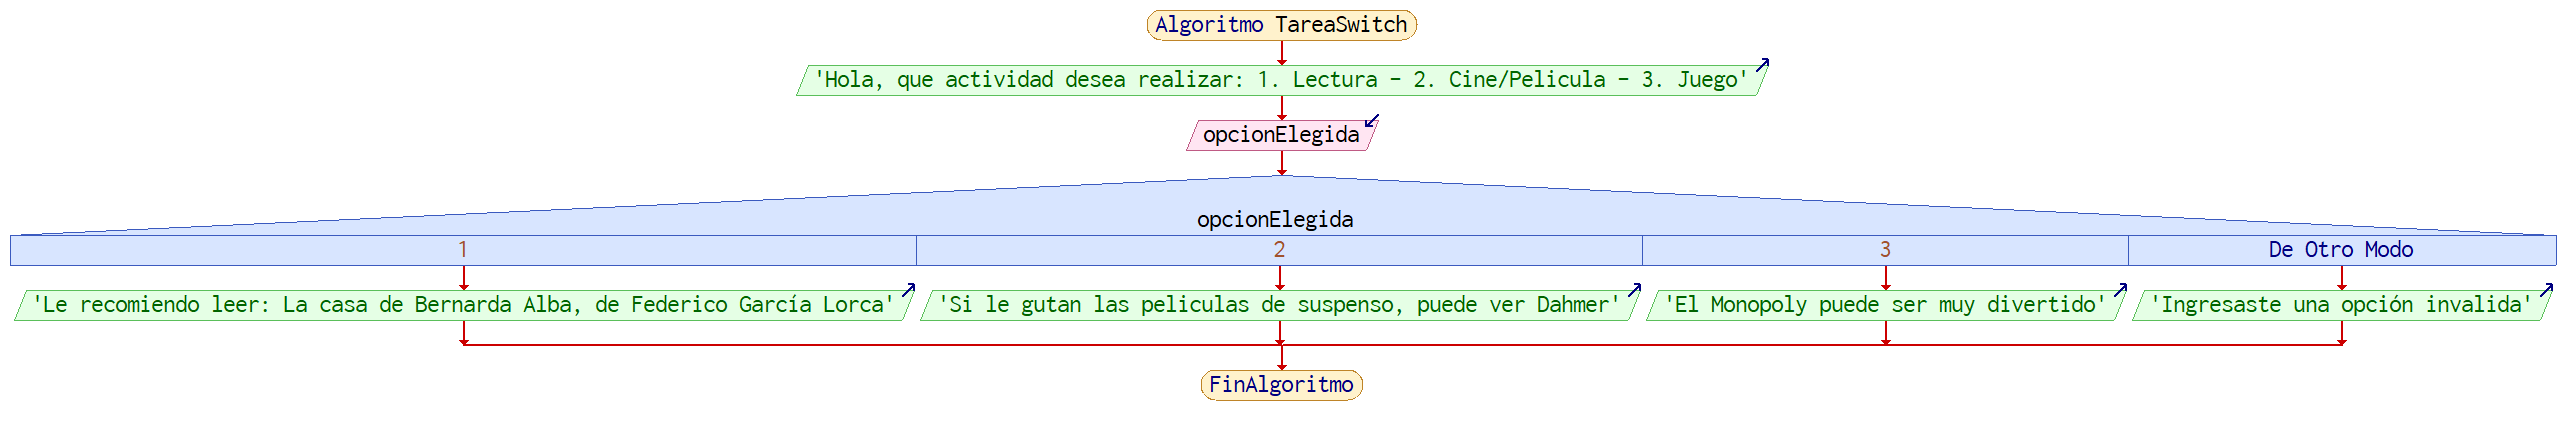 Algoritmo TareaSwitch
'Hola, que actividad desea realizar: 1. Lectura - 2. Cine/Pelicula - 3. Juego'
opcionElegida
opcionElegida
1 2 3 De Otro Modo
'Le recomiendo leer: La casa de Bernarda Alba, de Federico García Lorca' 'Si le gutan las peliculas de suspenso, puede ver Dahmer' 'El Monopoly puede ser muy divertido' 'Ingresaste una opción invalida'
FinAlgoritmo